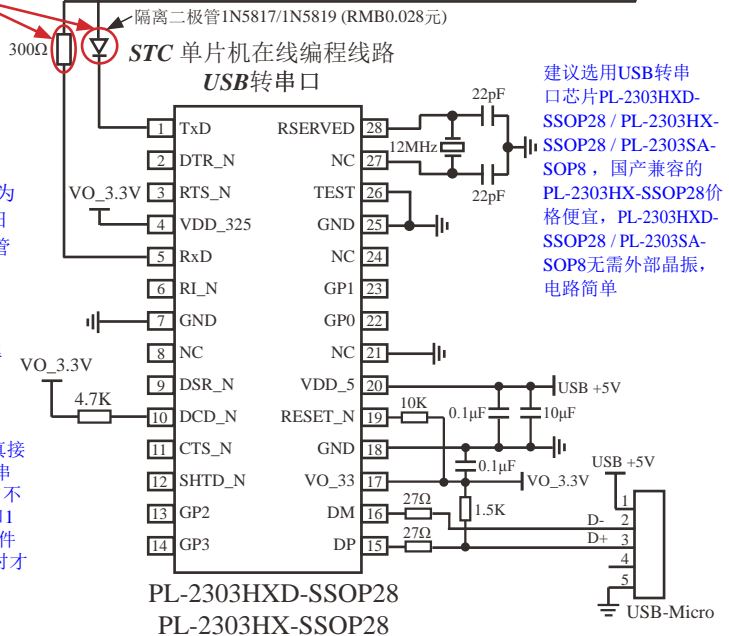 隔离二极管1N5817/1N5819 (RMB0.028元)
300Ω
STC 单片机在线编程线路
USB转串口
建议选用USB转串
口芯片PL-2303HXD-
SSOP28 / PL-2303HX-
SSOP28 / PL-2303SA-
SOP8，国产兼容的
PL-2303HX-SSOP28价
格便宜，PL-2303HXD-
SSOP28 / PL-2303SA-
SOP8无需外部晶振，
电路简单
22pF
12MHz
22pF
1 TxD
2 DTR_N
VO_3.3V 3 RTS_N
4 VDD_325
5 RxD
6 RI_N
7 GND
8 NC
VO_3.3V
9 DSR_N
4.7K
10 DCD_N
11 CTS_N
12 SHTD_N
13 GP2
14 GP3
RSERVED 28
NC 27
TEST 26
GND 25
NC 24
GP1 23
GP0 22
NC 21
VDD_5 20
USB +5V
RESET_N 19
10K
0.1μF
10μF
GND 18
0.1μF
VO_33 17
VO_3.3V
DM 16
27Ω
1.5K
DP 15
27Ω
USB +5V
1
D- 2
D+ 3
4
5
USB-Micro
为
管
接
串
不
件
时才
PL-2303HXD-SSOP28
PL-2303HX-SSOP28